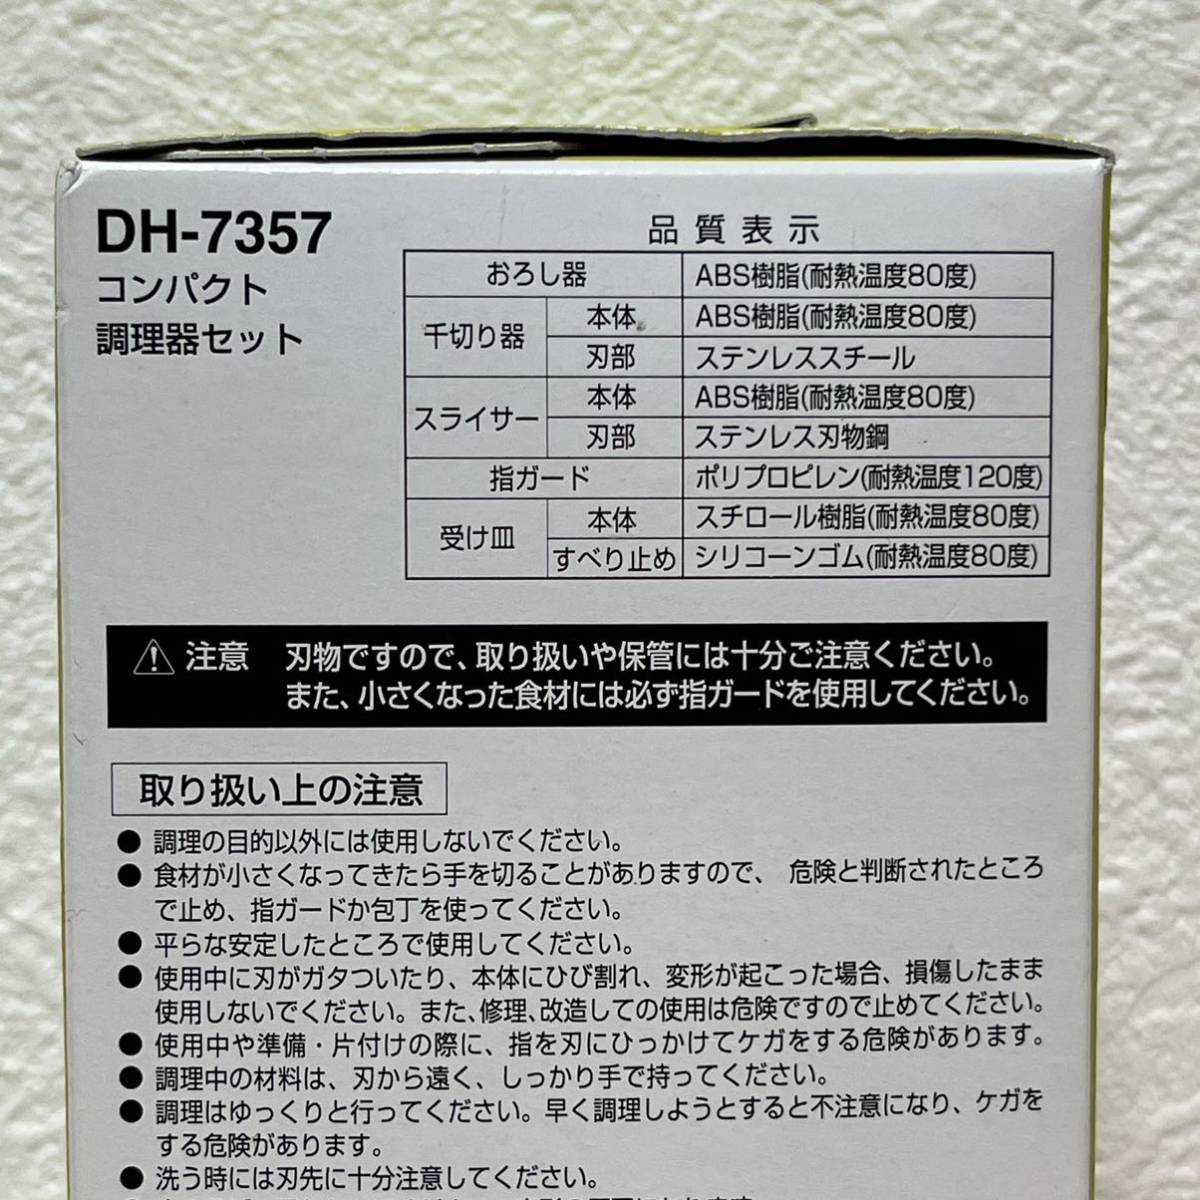 DH-7357
コンパクト
調理器セット
品質表示
おろし器 ABS樹脂(耐熱温度80度)
千切り器 本体 ABS樹脂(耐熱温度80度)
刃部 ステンレススチール
スライサー 本体 ABS樹脂(耐熱温度80度)
刃部 ステンレス刃物鋼
指ガード ポリプロピレン(耐熱温度120度)
受け皿 本体 スチロール樹脂(耐熱温度80度)
すべり止め シリコーンゴム(耐熱温度80度)
⚠注意 刃物ですので、取り扱いや保管には十分ご注意ください。
また、小さくなった食材には必ず指ガードを使用してください。
取り扱い上の注意
● 調理の目的以外には使用しないでください。
● 食材が小さくなってきたら手を切ることがありますので、 危険と判断されたところ
で止め、指ガードか包丁を使ってください。
● 平らな安定したところで使用してください。
● 使用中に刃がガタついたり、本体にひび割れ、変形が起こった場合、損傷したまま
使用しないでください。また、修理、改造しての使用は危険ですので止めてください。
● 使用中や準備・片付けの際に、指を刃にひっかけてケガをする危険があります。
● 調理中の材料は、刃から遠く、しっかり手で持ってください。
● 調理はゆっくりと行ってください。早く調理しようとすると不注意になり、ケガを
する危険があります。
● 洗う時には刃先に十分注意してください。